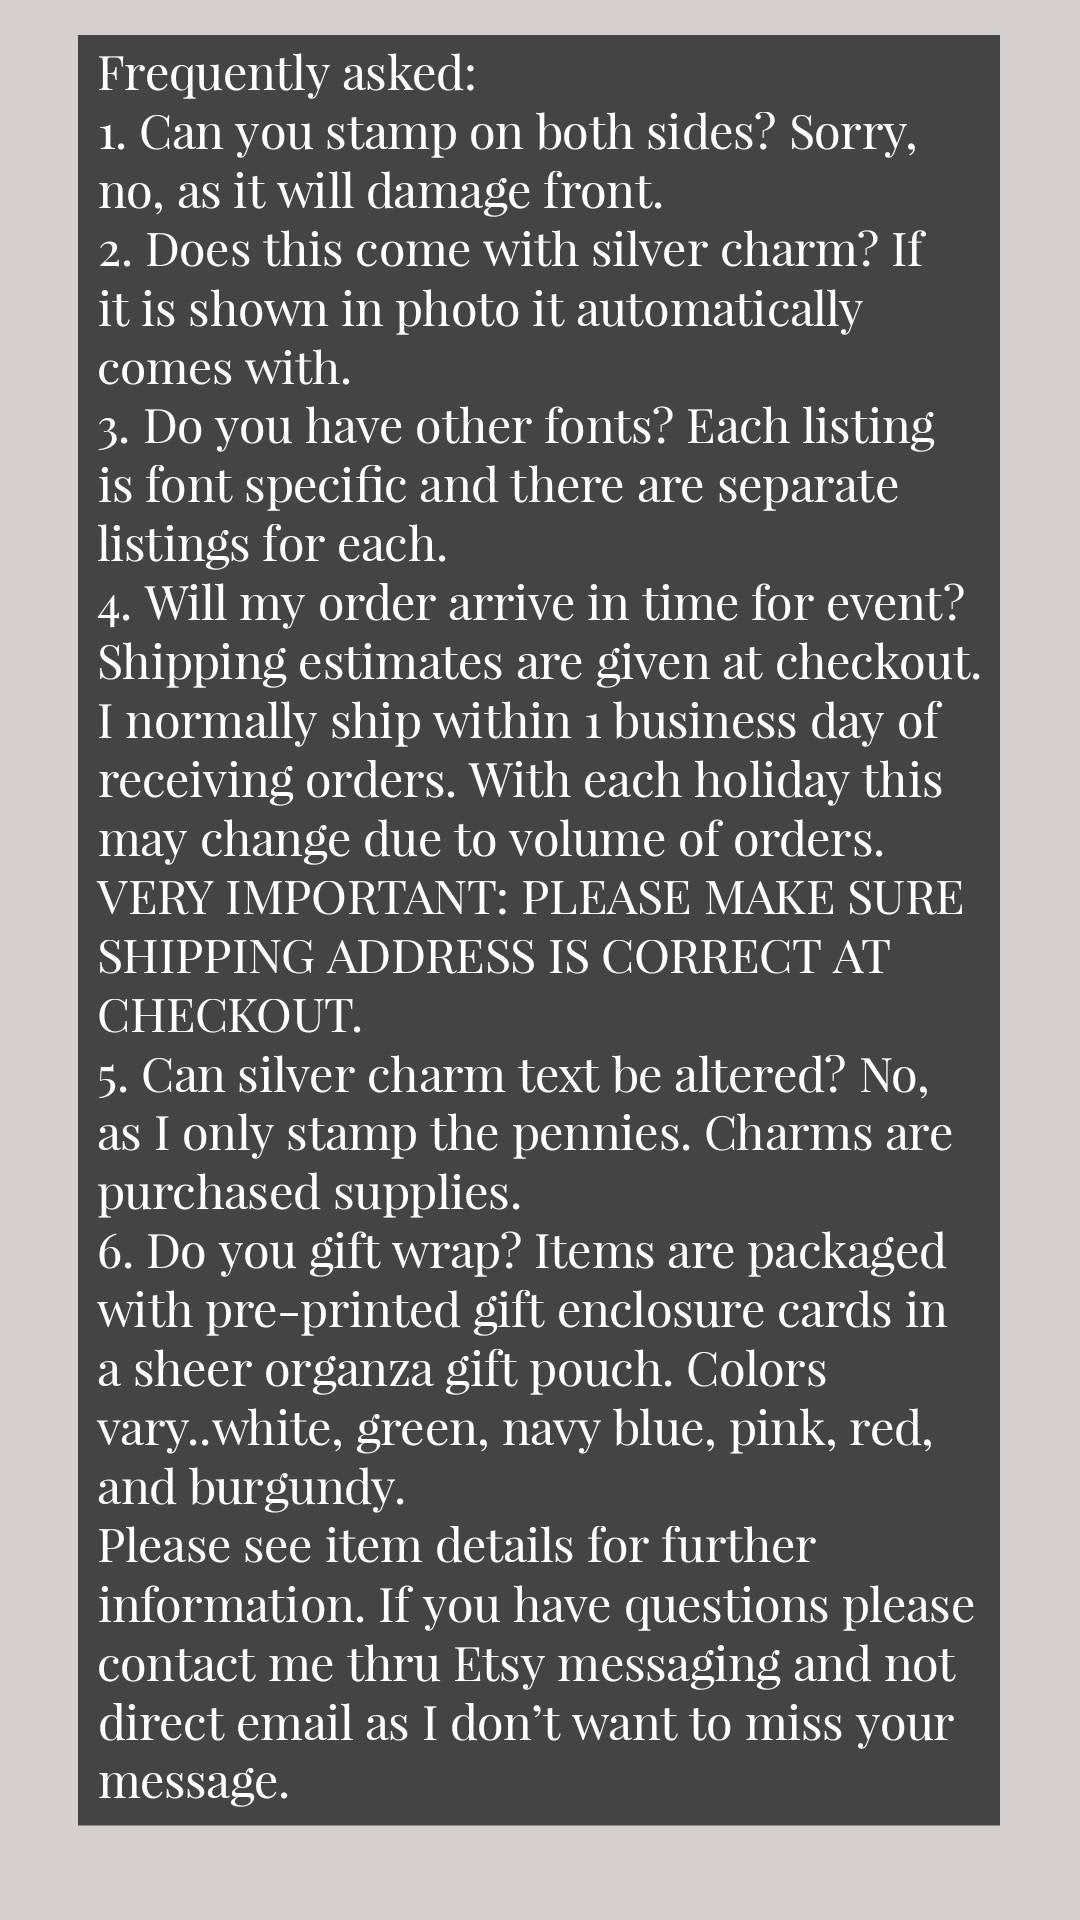 Frequently asked:
1. Can you stamp on both sides? Sorry,
no, as it will damage front.
2. Does this come with silver charm? If
it is shown in photo it automatically
comes with.
3. Do you have other fonts? Each listing
is font specific and there are separate
listings for each.
4. Will my order arrive in time for event?
Shipping estimates are given at checkout.
I normally ship within 1 business day of
receiving orders. With each holiday this
may change due to volume of orders.
VERY IMPORTANT: PLEASE MAKE SURE
SHIPPING ADDRESS IS CORRECT AT
CHECKOUT.
5. Can silver charm text be altered? No,
as I only stamp the pennies. Charms are
purchased supplies.
6. Do you gift wrap? Items are packaged
with pre-printed gift enclosure cards in
a sheer organza gift pouch. Colors
vary..white, green, navy blue, pink, red,
and burgundy.
Please see item details for further
information. If you have questions please
contact me thru Etsy messaging and not
direct email as I don’t want to miss your
message.